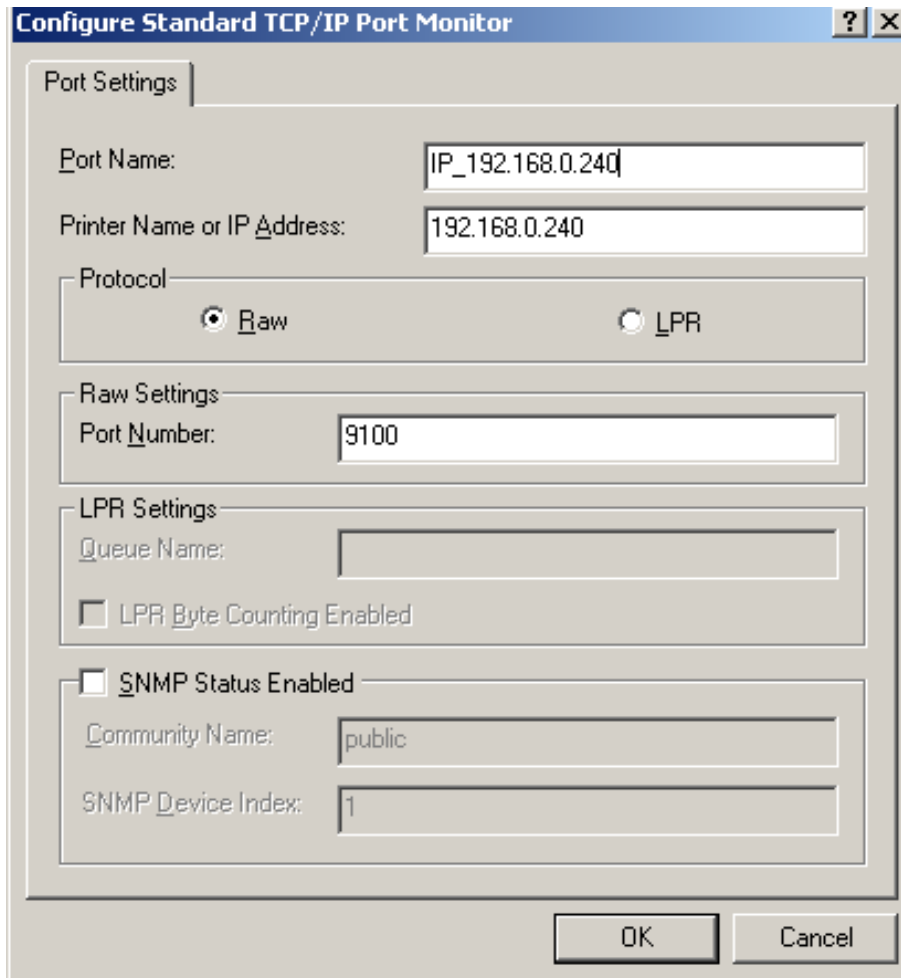 Configure Standard TCP/IP Port Monitor ? X
Port Settings
Port Name: IP_192.168.0.240
Printer Name or IP Address: 192.168.0.240
Protocol
Raw LPR
Raw Settings
Port Number: 9100
LPR Settings
Queue Name:
LPR Byte Counting Enabled
SNMP Status Enabled
Community Name: public
SNMP Device Index: 1
OK Cancel